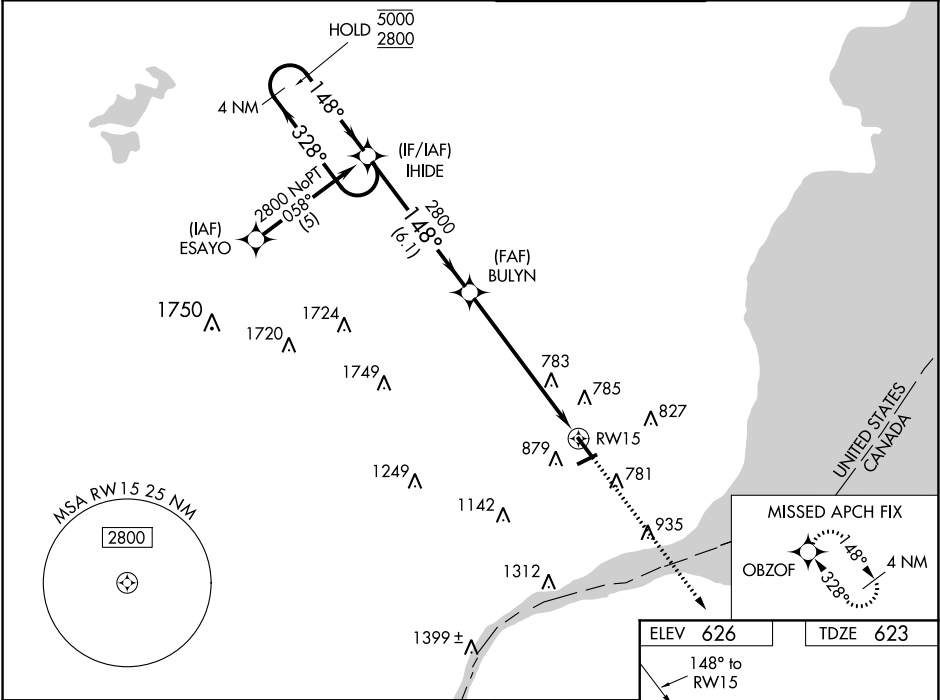 HOLD 5000
2800
4 NM
148°
328°
(IF/IAF)
IHIDE
2800 NoPT
058°
(5)
(IAF)
ESAYO
2800
148°
(6.1)
(FAF)
BULYN
1750
1720
1724
1749
783
785
827
RW15
879
781
1249
1142
935
1312
1399 ±
UNITED STATES
CANADA
MSA RW15 25 NM
2800
MISSED APCH FIX
OBZOF
148°
328°
4 NM
ELEV 626
TDZE 623
148° to
RW15